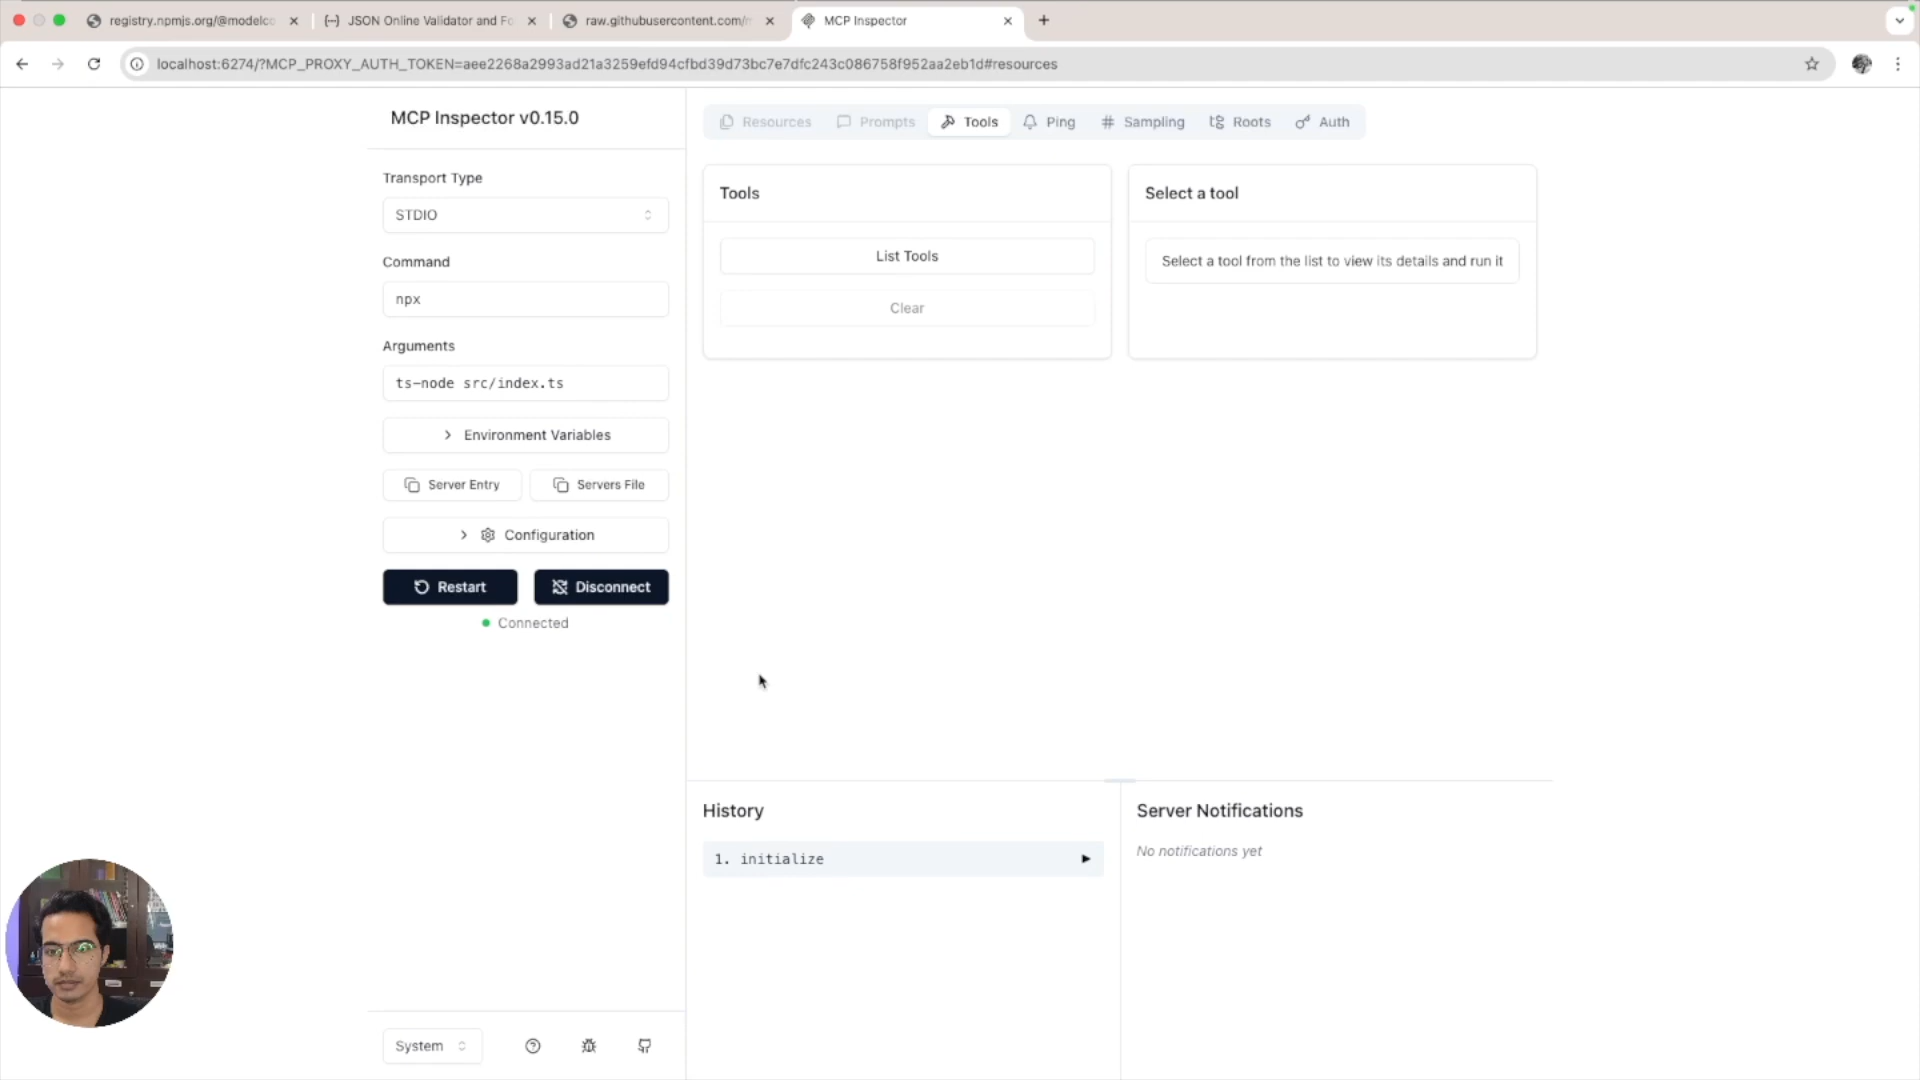 registry.npmjs.org/@modelco
JSON Online Validator and Fo
raw.githubusercontent.com/m
MCP Inspector
localhost:6274/?MCP_PROXY_AUTH_TOKEN=aee2268a2993ad21a3259efd94cfbd39d73bc7e7dfc243c086758f952aa2eb1d#resources
MCP Inspector v0.15.0
Resources
Prompts
Tools
Ping
Sampling
Roots
Auth
Transport Type
STDIO
Command
npx
Arguments
ts-node src/index.ts
Environment Variables
Server Entry
Servers File
Configuration
Restart
Disconnect
Connected
System
Tools
List Tools
Clear
Select a tool
Select a tool from the list to view its details and run it
History
1. initialize
Server Notifications
No notifications yet